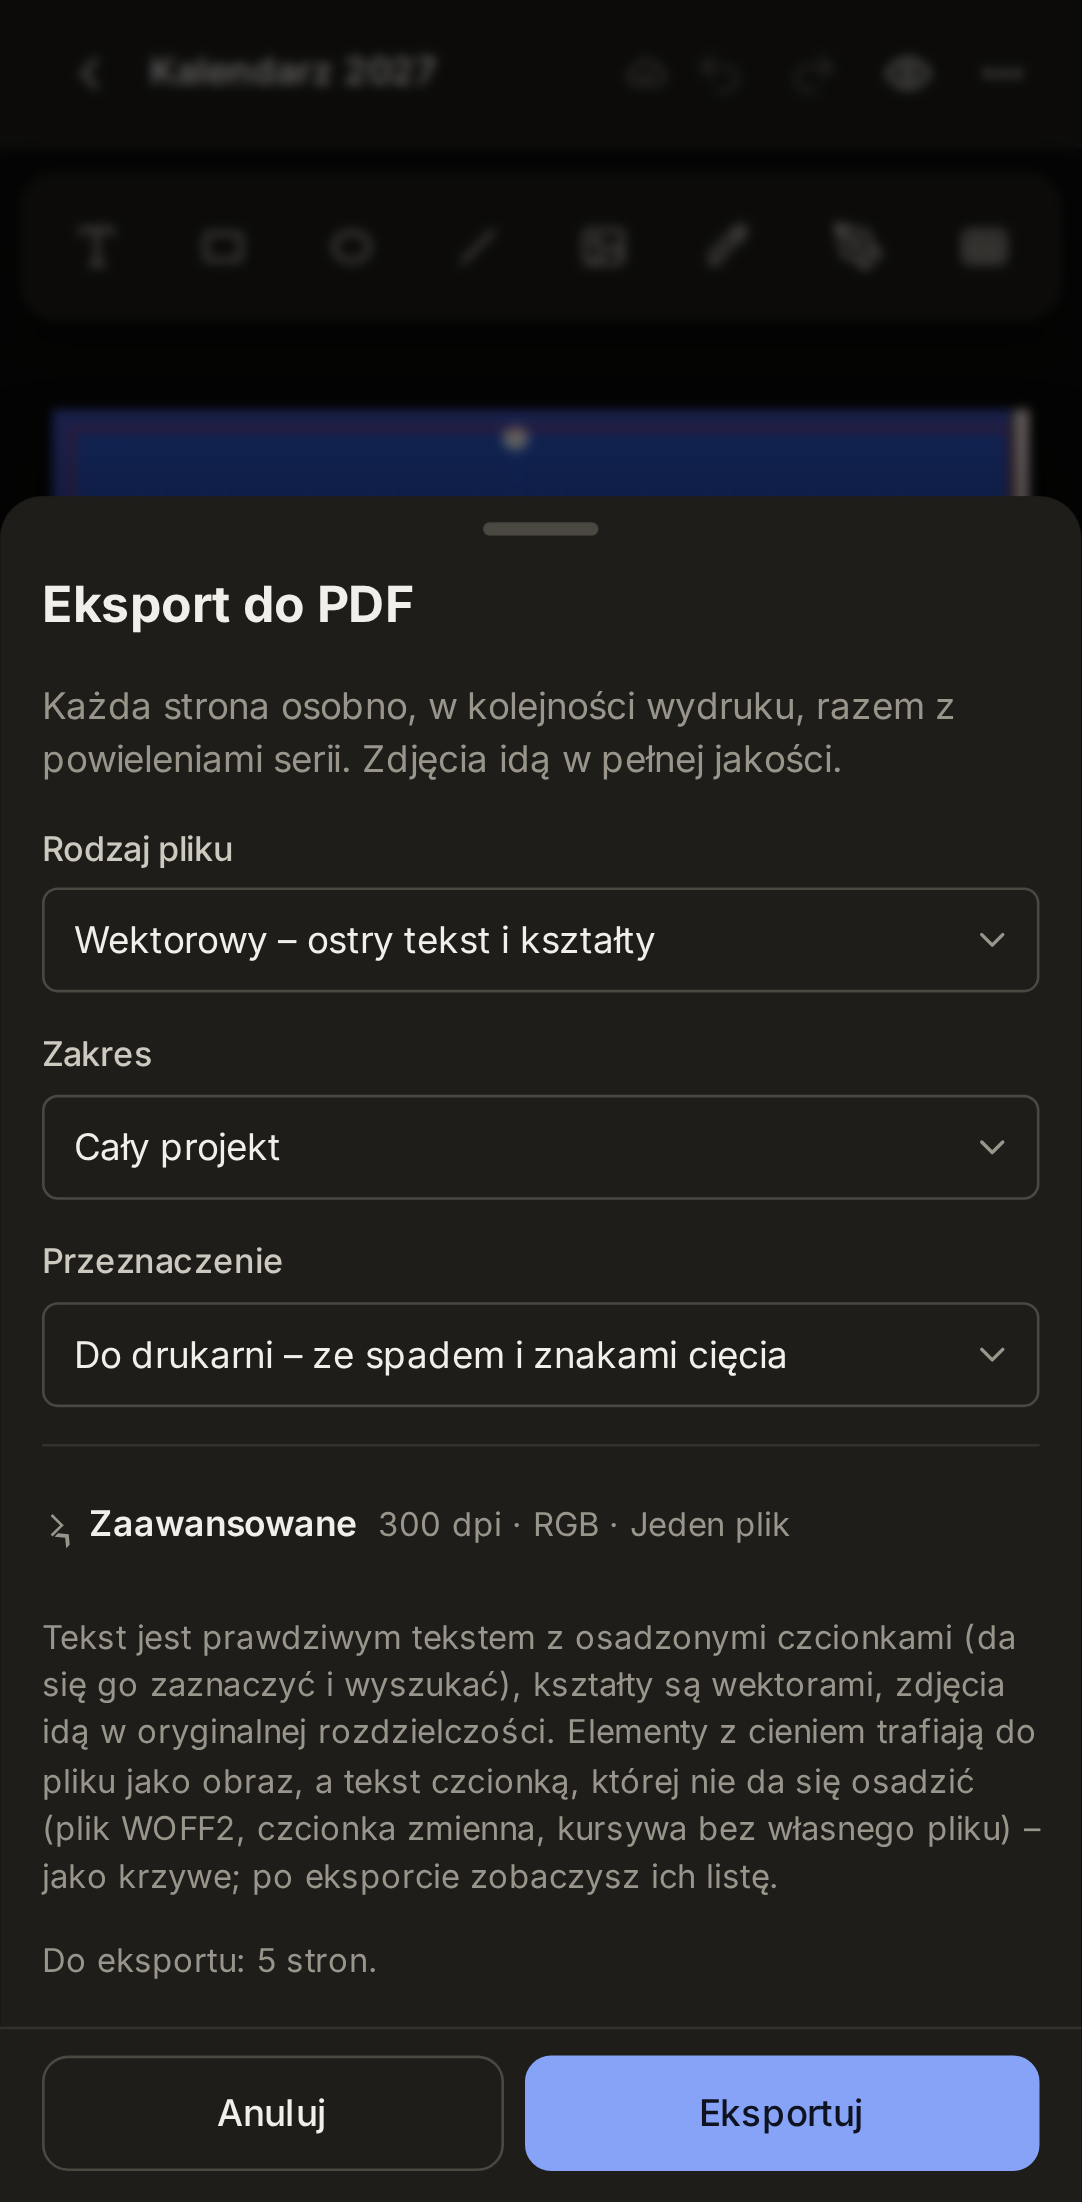 Kalendarz 2027
Eksport do PDF
Każda strona osobno, w kolejności wydruku, razem z
powieleniami serii. Zdjęcia idą w pełnej jakości.
Rodzaj pliku
Wektorowy – ostry tekst i kształty
Zakres
Cały projekt
Przeznaczenie
Do drukarni – ze spadem i znakami cięcia
Zaawansowane 300 dpi · RGB · Jeden plik
Tekst jest prawdziwym tekstem z osadzonymi czcionkami (da
się go zaznaczyć i wyszukać), kształty są wektorami, zdjęcia
idą w oryginalnej rozdzielczości. Elementy z cieniem trafiają do
pliku jako obraz, a tekst czcionką, której nie da się osadzić
(plik WOFF2, czcionka zmienna, kursywa bez własnego pliku) –
jako krzywe; po eksporcie zobaczysz ich listę.
Do eksportu: 5 stron.
Anuluj
Eksportuj